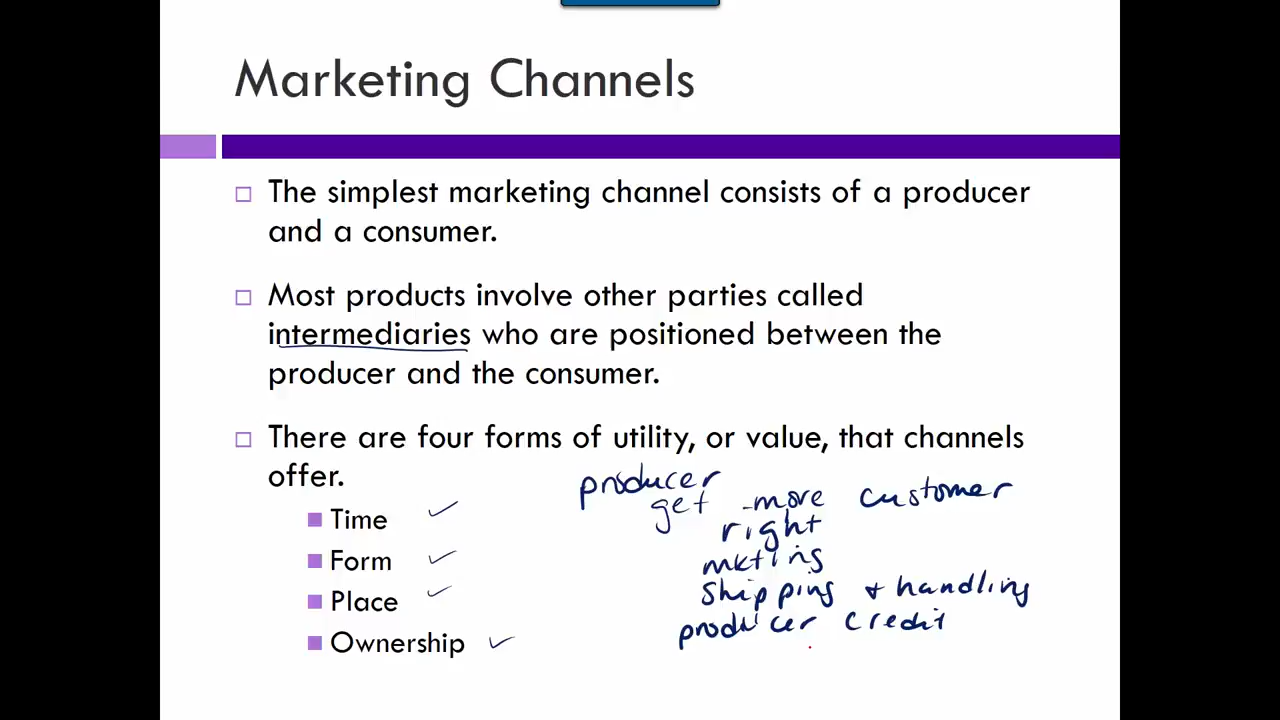 Marketing Channels
The simplest marketing channel consists of a producer
and a consumer.
Most products involve other parties called
intermediaries who are positioned between the
producer and the consumer.
There are four forms of utility, or value, that channels
offer.
producer
get more customer
Time
right
Form
mkting
Place
shipping & handling
producer credit
Ownership